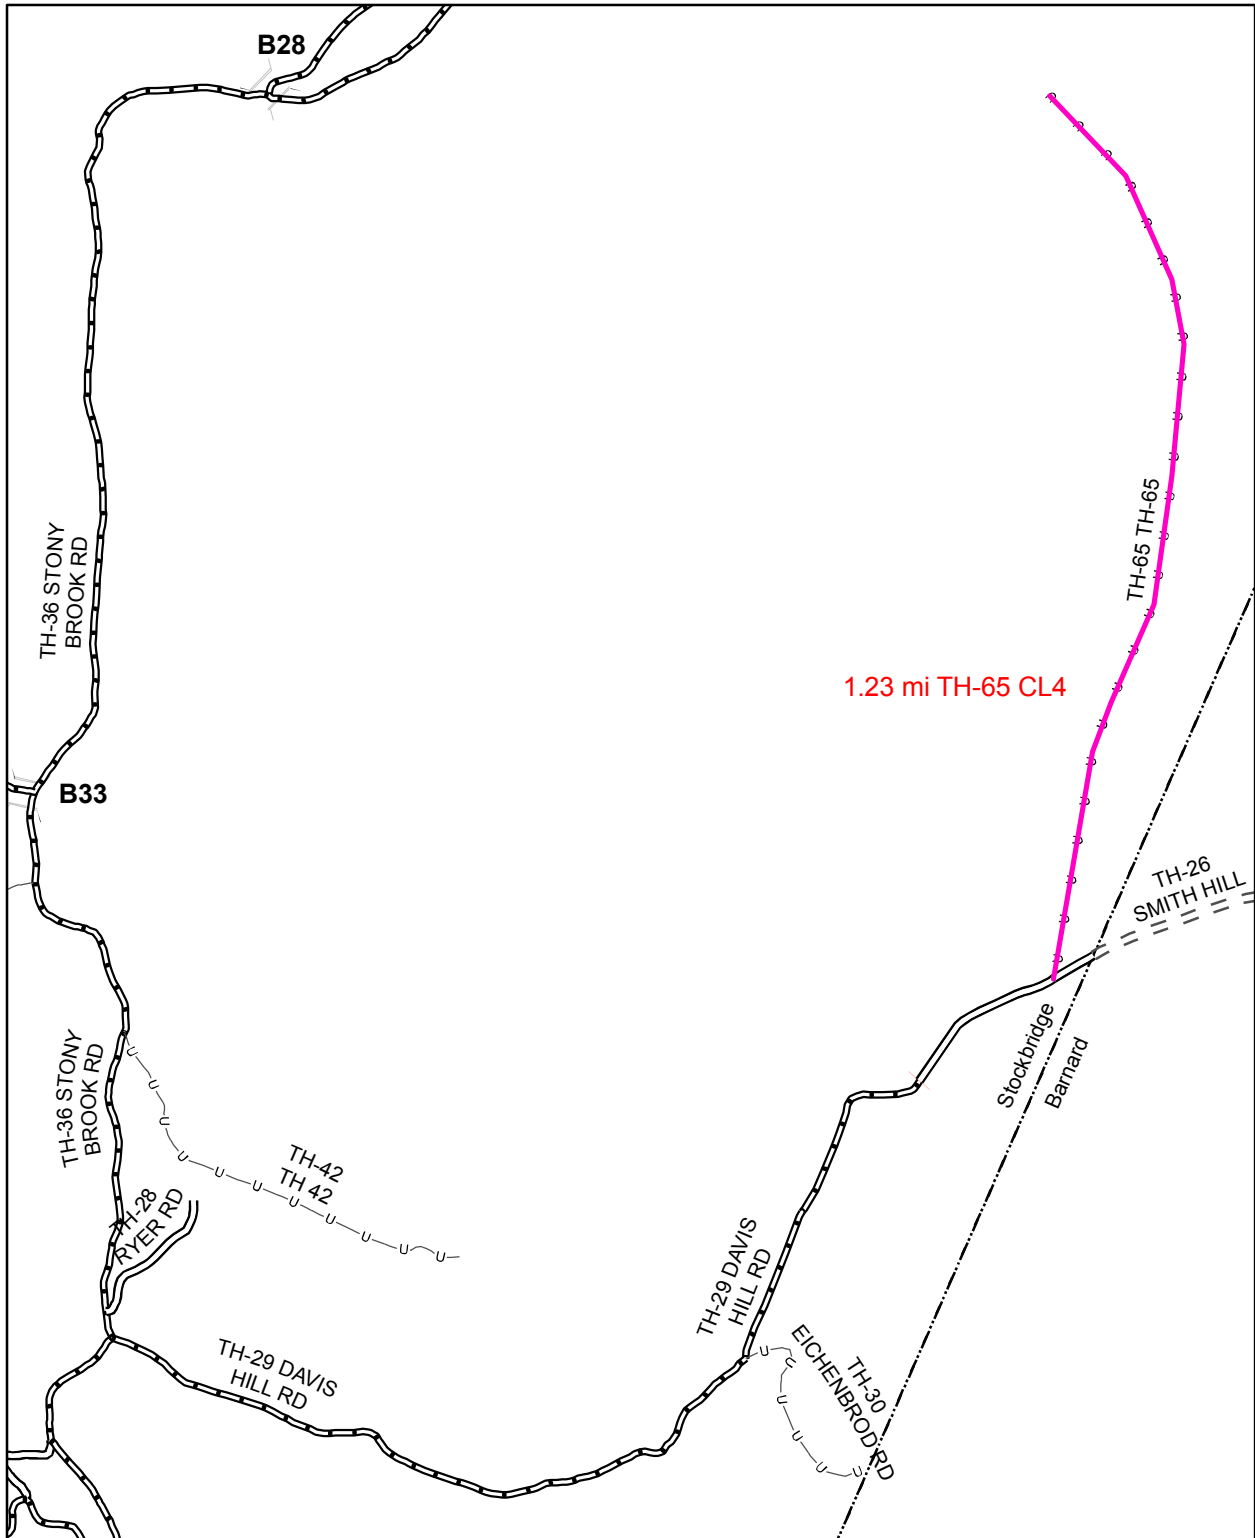 B28
TH-36 STONY
BROOK RD
TH-65 TH-65
1.23 mi TH-65 CL4
B33
TH-26
SMITH HILL
Stockbridge
Barnard
TH-36 STONY
BROOK RD
TH-42
TH 42
TH-28
RYER RD
TH-29 DAVIS
HILL RD
TH-29 DAVIS
HILL RD
TH-30
EICHENBROD RD